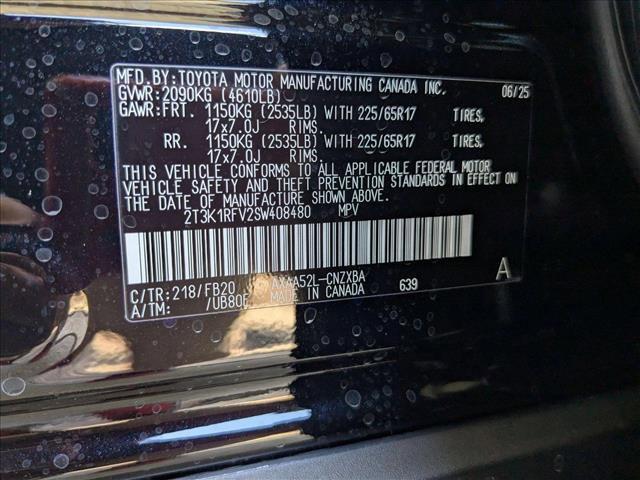 MFD.BY:TOYOTA MOTOR MANUFACTURING CANADA INC. 06/25
GVWR:2090KG (4610LB)
GAWR:FRT. 1150KG (2535LB) WITH 225/65R17 TIRES,
17x7.0J RIMS.
RR. 1150KG (2535LB) WITH 225/65R17 TIRES,
17x7.0J RIMS.
THIS VEHICLE CONFORMS TO ALL APPLICABLE FEDERAL MOTOR
VEHICLE SAFETY AND THEFT PREVENTION STANDARDS IN EFFECT ON
THE DATE OF MANUFACTURE SHOWN ABOVE.
2T3K1RFV2SW408480 MPV
C/TR:218/FB20 AXAA52L-CNZXBA A
A/TM: /UB80F MADE IN CANADA 639